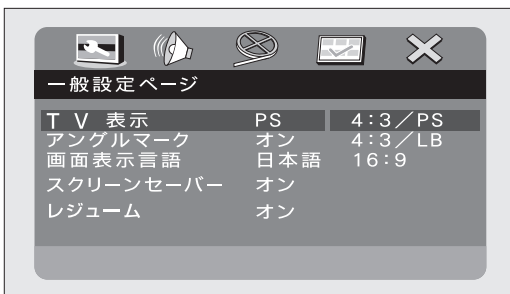 一般設定ページ
ＴＶ 表示 PS 4：3／PS
アングルマーク オン 4：3／LB
画面表示言語 日本語 16：9
スクリーンセーバー オン
レジューム オン